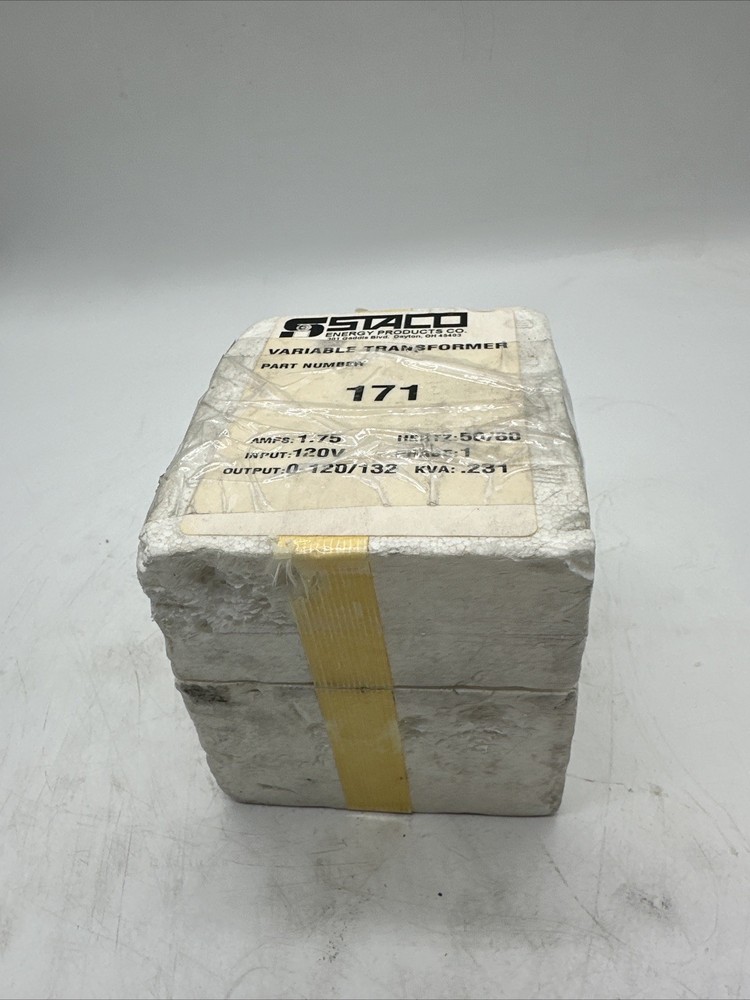 STACO
ENERGY PRODUCTS CO.
301 Gaddis Blvd. Dayton, OH 45403
VARIABLE TRANSFORMER
PART NUMBER
171
AMPS: 1.75 HERTZ: 50/60
INPUT: 120V PHASE: 1
OUTPUT: 0-120/132 KVA: .231